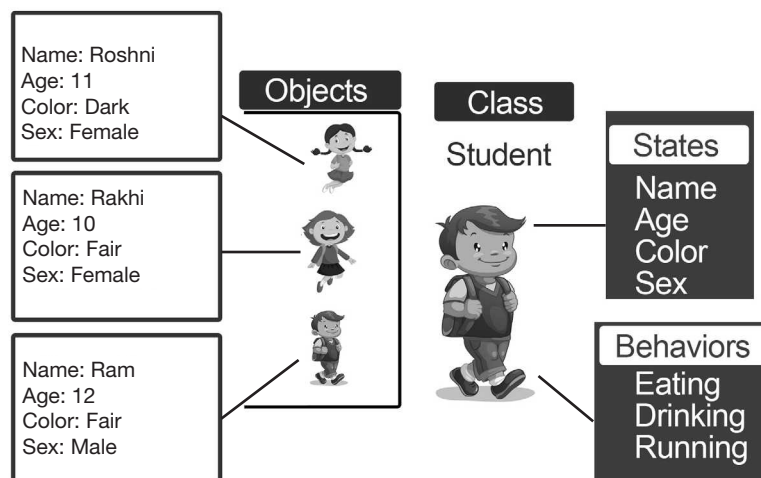 Name: Roshni
Age: 11
Color: Dark
Sex: Female
Name: Rakhi
Age: 10
Color: Fair
Sex: Female
Name: Ram
Age: 12
Color: Fair
Sex: Male
Objects
Class
Student
States
Name
Age
Color
Sex
Behaviors
Eating
Drinking
Running